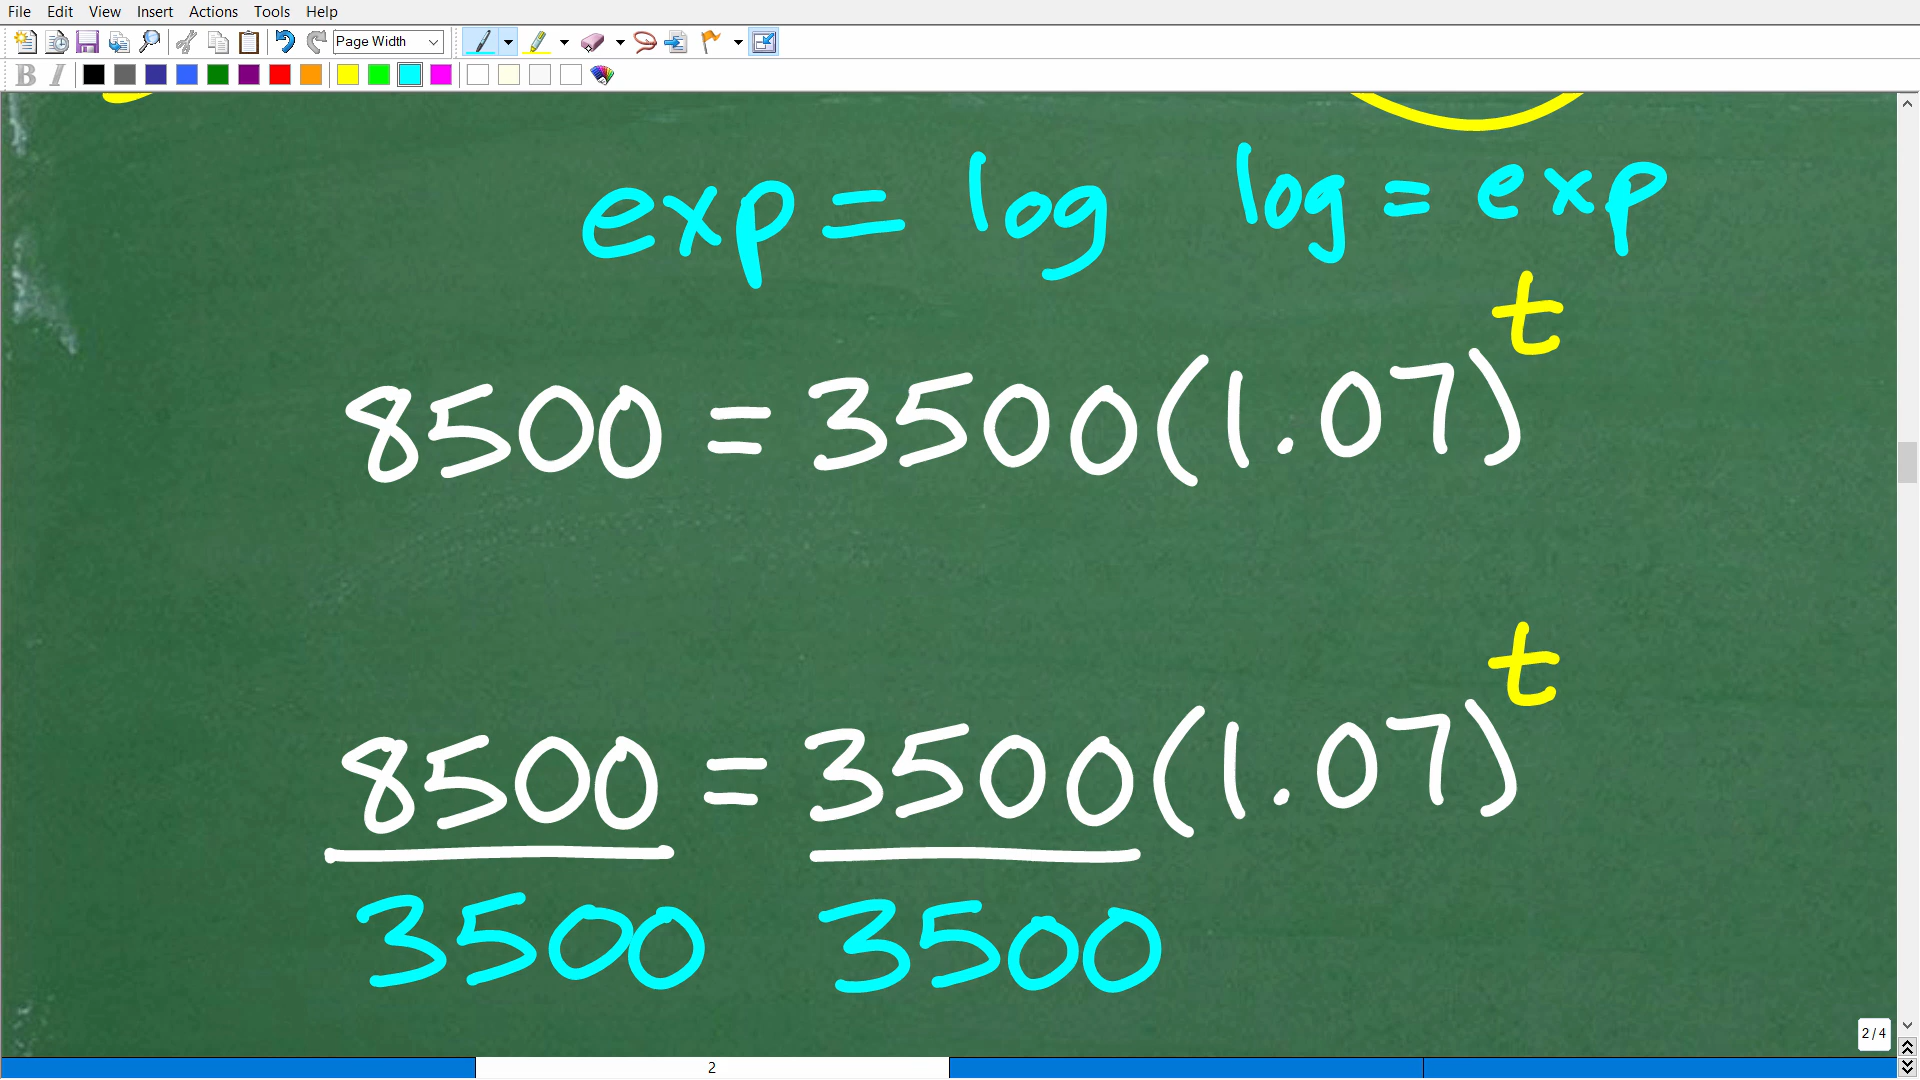 File Edit View Insert Actions Tools Help
Page Width
B I
exp = log log = exp
8500 = 3500(1.07)^t
8500 = 3500(1.07)^t
3500 3500
2 / 4
2